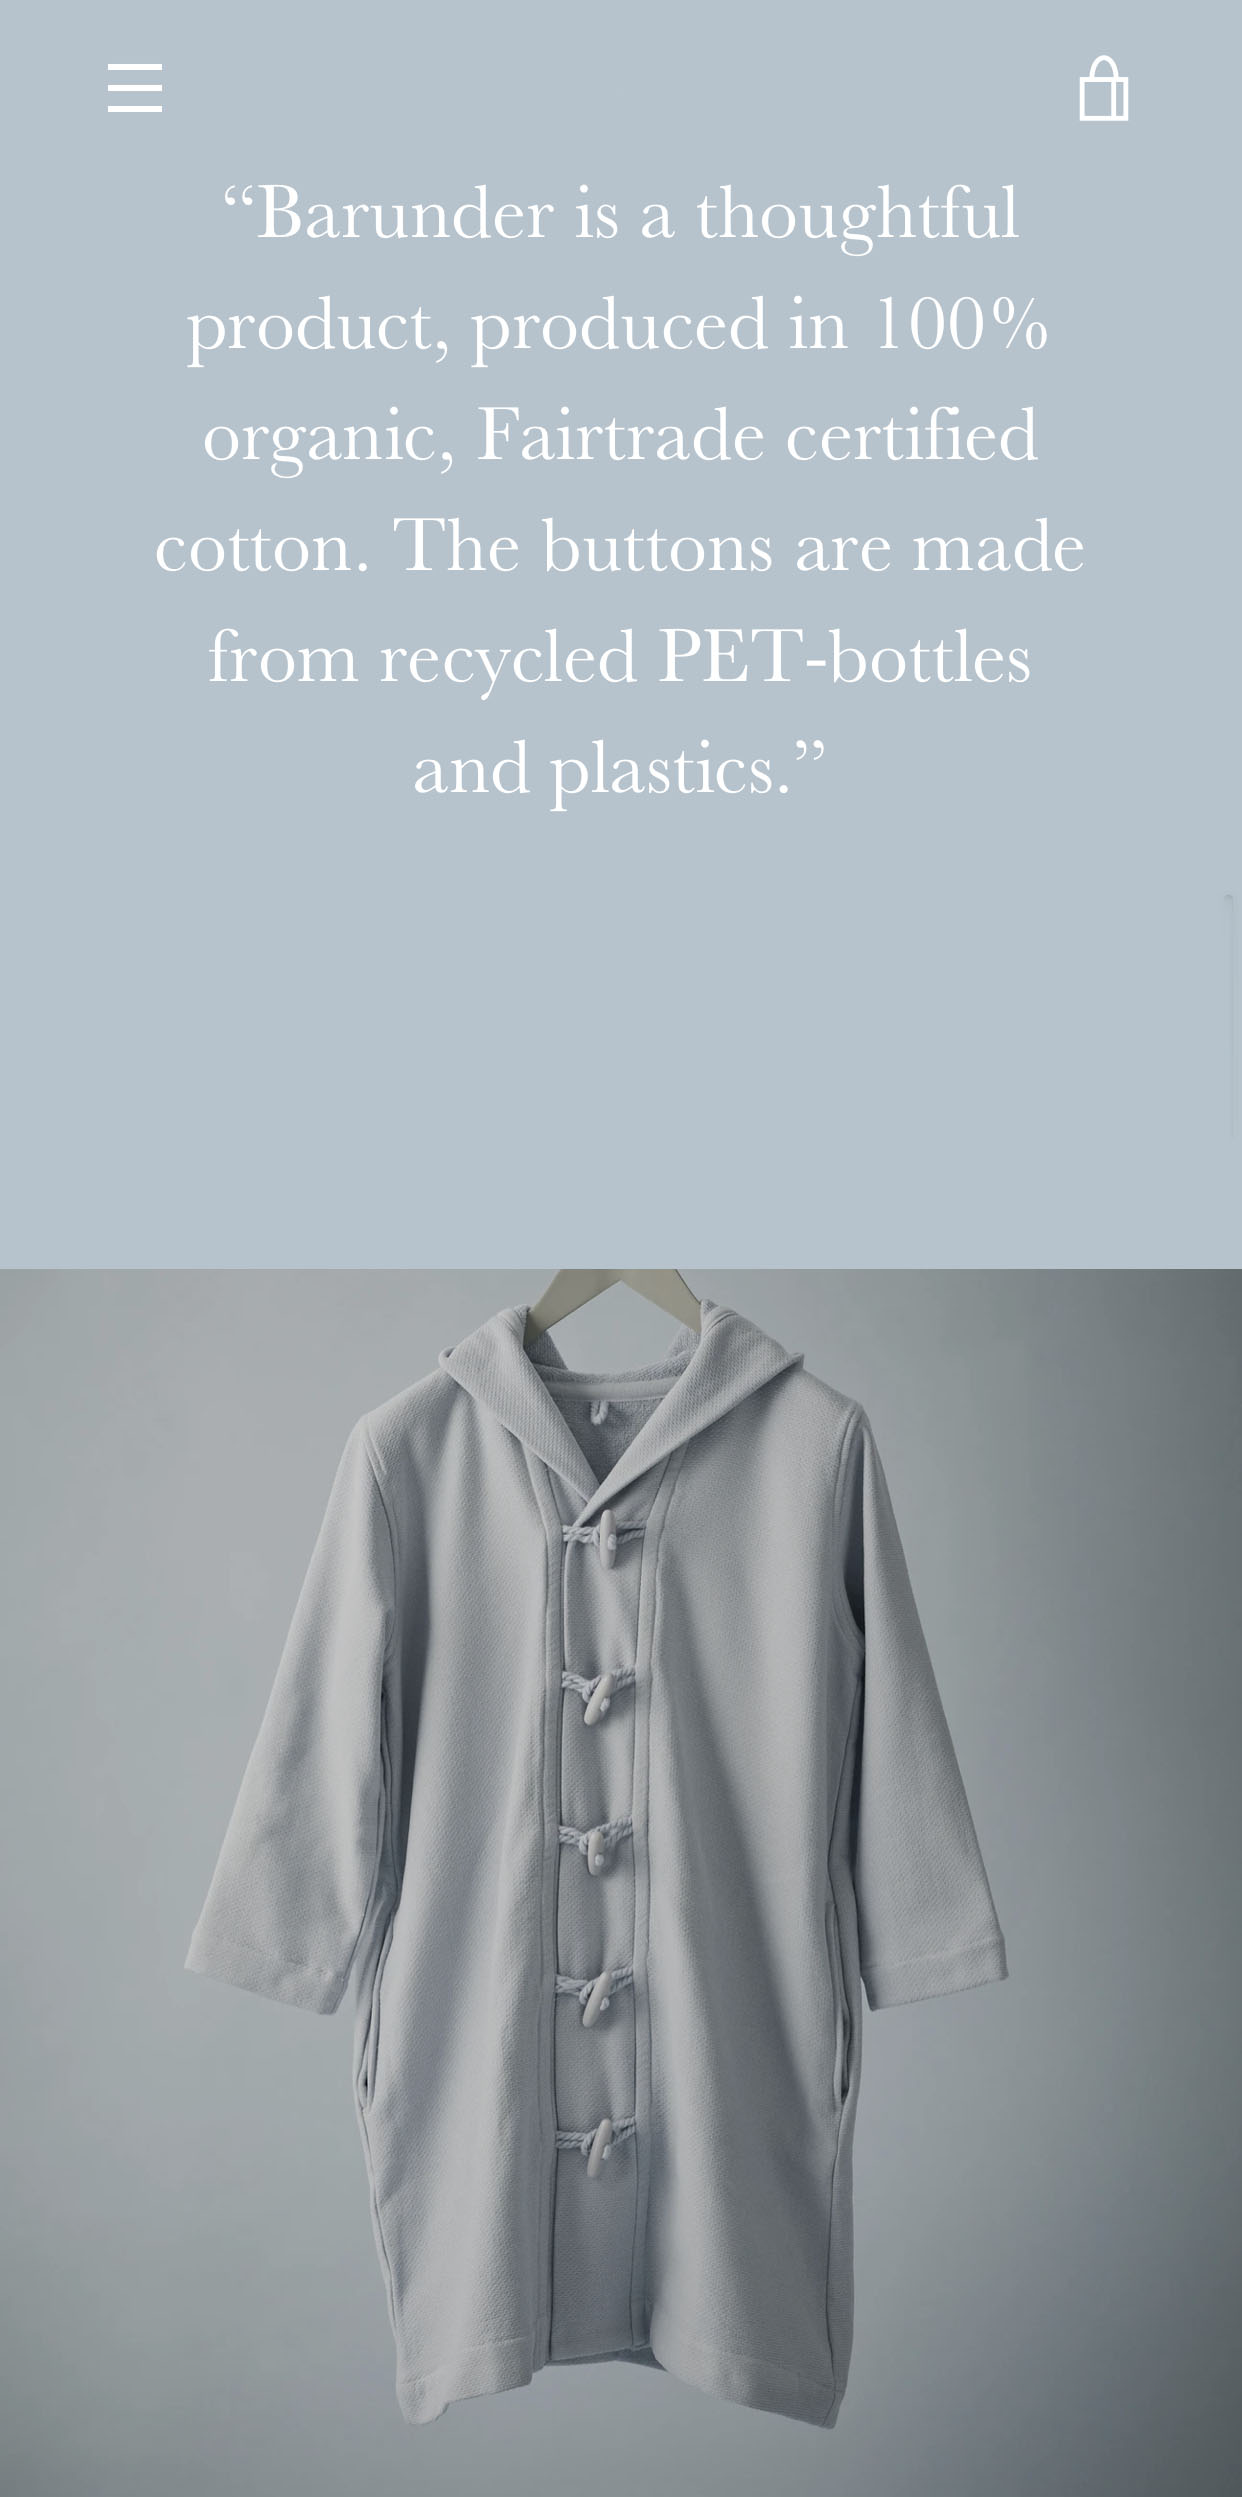 “Barunder is a thoughtful
product, produced in 100%
organic, Fairtrade certified
cotton. The buttons are made
from recycled PET-bottles
and plastics.”